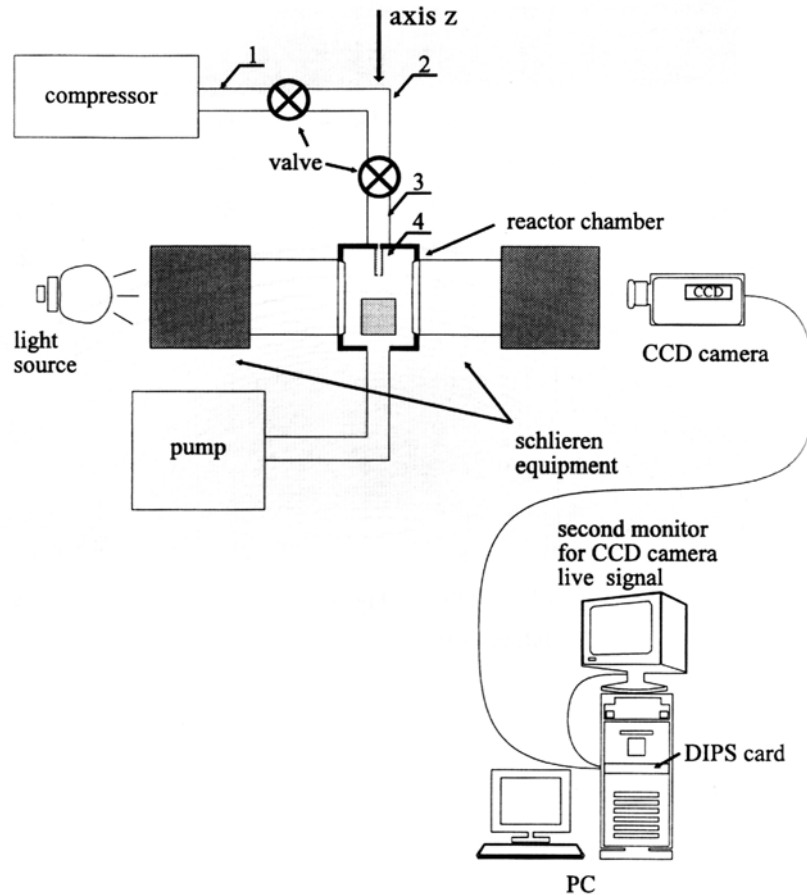 axis z
1
2
compressor
valve
3
4
reactor chamber
CCD
light
source
CCD camera
pump
schlieren
equipment
second monitor
for CCD camera
live signal
DIPS card
PC